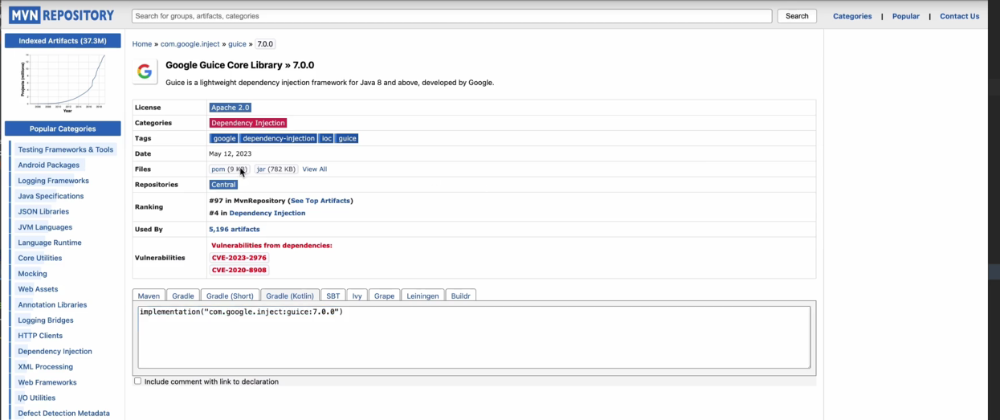 MVN REPOSITORY
Search for groups, artifacts, categories
Search
Categories | Popular | Contact Us
Indexed Artifacts (37.3M)
Projects (millions)
Year
Popular Categories
Testing Frameworks & Tools
Android Packages
Logging Frameworks
Java Specifications
JSON Libraries
JVM Languages
Language Runtime
Core Utilities
Mocking
Web Assets
Annotation Libraries
Logging Bridges
HTTP Clients
Dependency Injection
XML Processing
Web Frameworks
I/O Utilities
Defect Detection Metadata
Home » com.google.inject » guice » 7.0.0
Google Guice Core Library » 7.0.0
Guice is a lightweight dependency injection framework for Java 8 and above, developed by Google.
License Apache 2.0
Categories Dependency Injection
Tags google dependency-injection ioc guice
Date May 12, 2023
Files pom (9 KB) jar (782 KB) View All
Repositories Central
Ranking #97 in MvnRepository (See Top Artifacts)
#4 in Dependency Injection
Used By 5,196 artifacts
Vulnerabilities Vulnerabilities from dependencies:
CVE-2023-2976
CVE-2020-8908
Maven Gradle Gradle (Short) Gradle (Kotlin) SBT Ivy Grape Leiningen Buildr
implementation("com.google.inject:guice:7.0.0")
Include comment with link to declaration